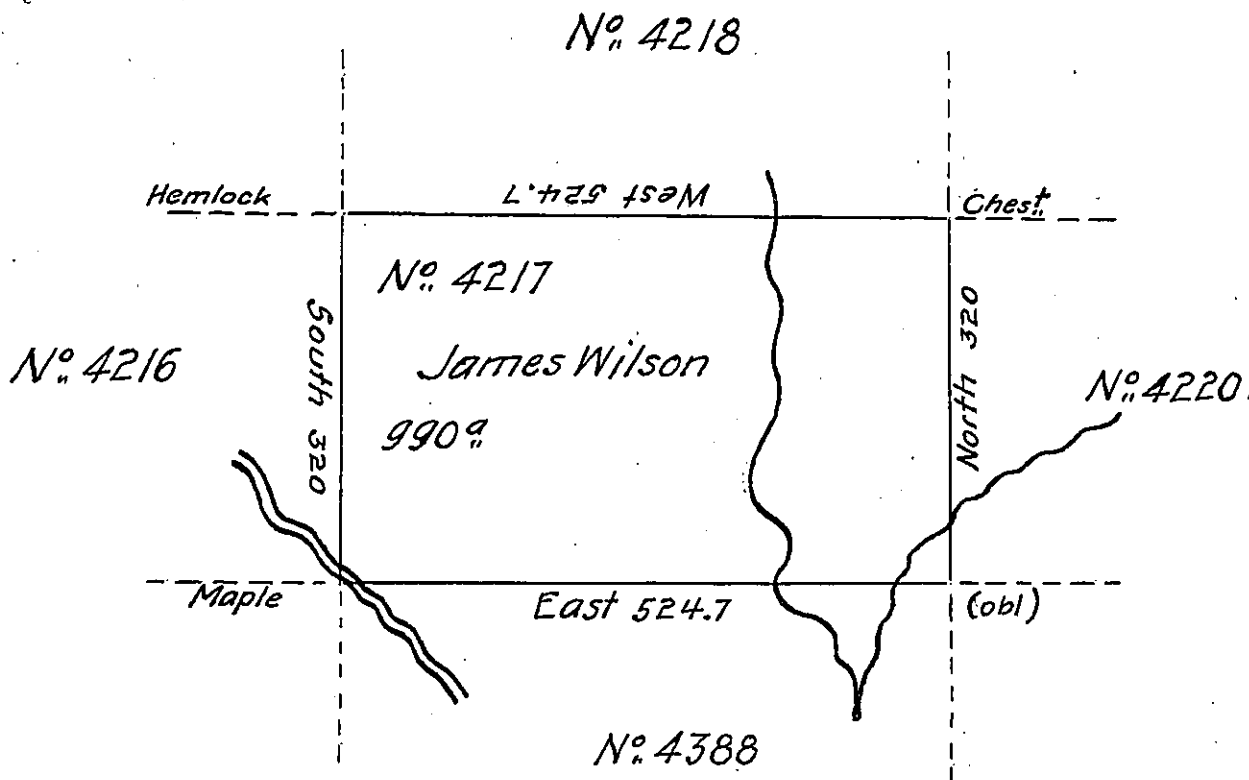 Nº 4218
Hemlock
West 524.7
Chest.
Nº 4217
South 320
North 320
James Wilson
Nº 4216
Nº 4220.
990 a
Maple
East 524.7
(obl)
Nº 4388